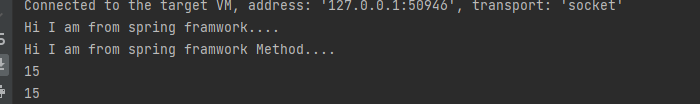 Connected to the target VM, address: '127.0.0.1:50946', transport: 'socket'
Hi I am from spring framwork....
Hi I am from spring framwork Method....
15
15